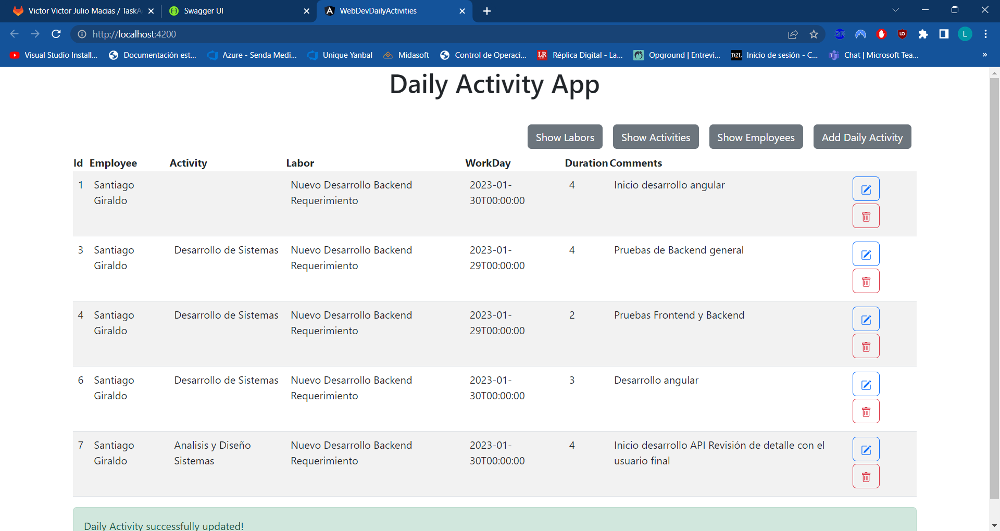 Victor Victor Julio Macias / TaskA
Swagger UI
WebDevDailyActivities
http://localhost:4200
L
Visual Studio Install...
Documentación est...
Azure - Senda Medi...
Unique Yanbal
Midasoft
Control de Operaci...
Réplica Digital - La...
Opground | Entrevi...
Inicio de sesión - C...
Chat | Microsoft Tea...
»
Daily Activity App
Show Labors
Show Activities
Show Employees
Add Daily Activity
Id Employee Activity Labor WorkDay Duration Comments
1 Santiago Nuevo Desarrollo Backend 2023-01- 4 Inicio desarrollo angular
Giraldo Requerimiento 30T00:00:00
3 Santiago Desarrollo de Sistemas Nuevo Desarrollo Backend 2023-01- 4 Pruebas de Backend general
Giraldo Requerimiento 29T00:00:00
4 Santiago Desarrollo de Sistemas Nuevo Desarrollo Backend 2023-01- 2 Pruebas Frontend y Backend
Giraldo Requerimiento 29T00:00:00
6 Santiago Desarrollo de Sistemas Nuevo Desarrollo Backend 2023-01- 3 Desarrollo angular
Giraldo Requerimiento 30T00:00:00
7 Santiago Analisis y Diseño Nuevo Desarrollo Backend 2023-01- 4 Inicio desarrollo API Revisión de detalle con el
Giraldo Sistemas Requerimiento 30T00:00:00 usuario final
Daily Activity successfully updated!